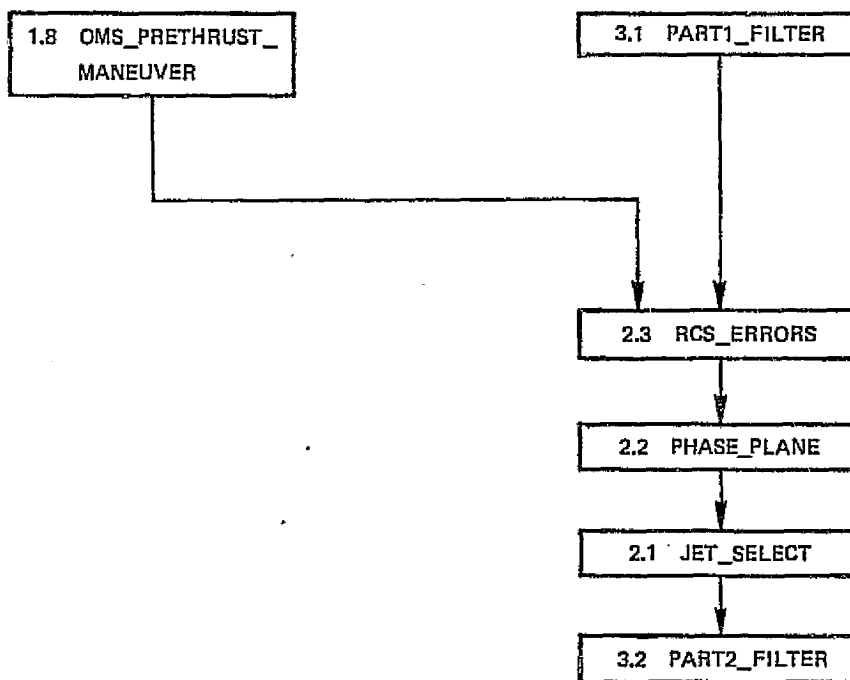 1.8 OMS_PRETHRUST_
MANEUVER
3.1 PART1_FILTER
2.3 RCS_ERRORS
2.2 PHASE_PLANE
2.1 JET_SELECT
3.2 PART2_FILTER